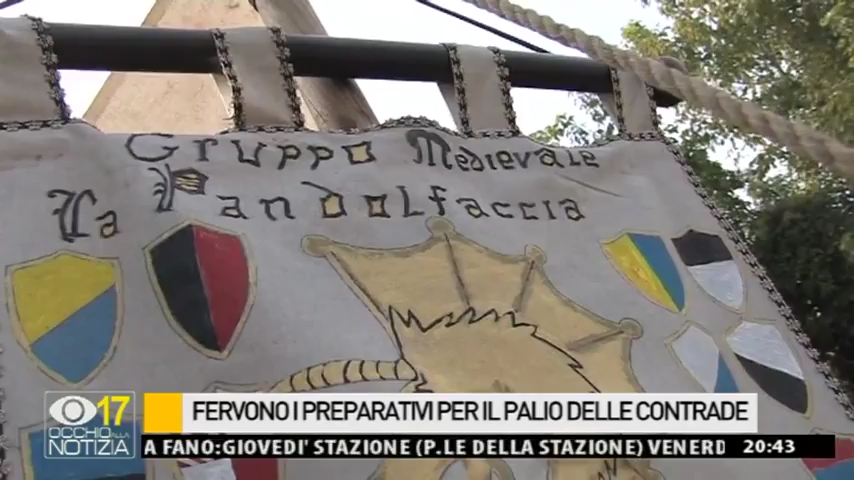 Gruppo Medievale
La Pandolfaccia
17
OCCHIO ALLA
NOTIZIA
FERVONO I PREPARATIVI PER IL PALIO DELLE CONTRADE
A FANO:GIOVEDI' STAZIONE (P.LE DELLA STAZIONE) VENERD
20:43